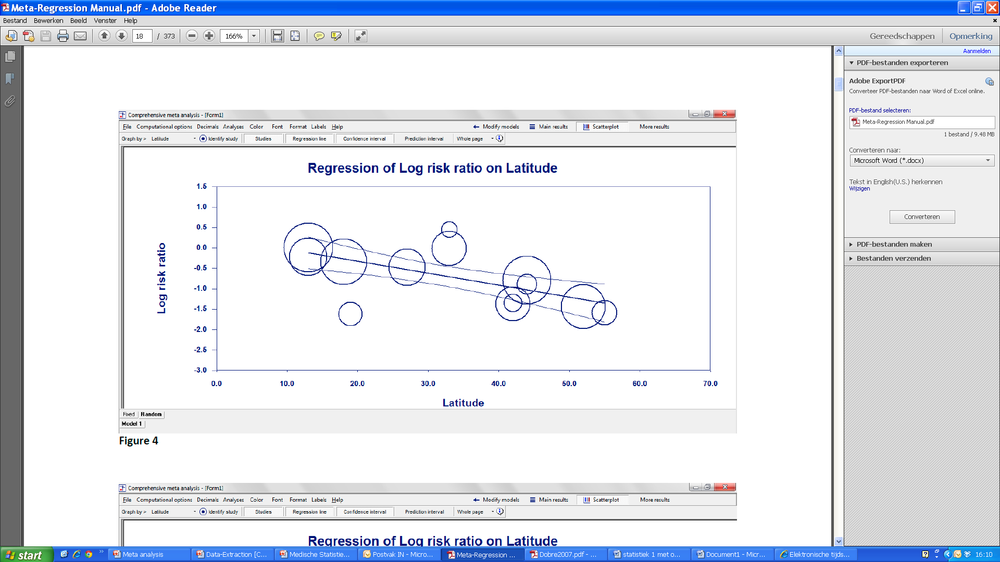 Meta-Regression Manual.pdf - Adobe Reader
Bestand Bewerken Beeld Venster Help
18 / 373 166% Gereedschappen Opmerking
Aanmelden
PDF-bestanden exporteren
Adobe ExportPDF
Converteer PDF-bestanden naar Word of Excel online.
PDF-bestand selecteren:
Meta-Regression Manual.pdf
1 bestand / 9.48 MB
Converteren naar:
Microsoft Word (*.docx)
Tekst in English(U.S.) herkennen
Wijzigen
Converteren
PDF-bestanden maken
Bestanden verzenden
Comprehensive meta analysis - [Form1]
File Computational options Decimals Analyses Color Font Format Labels Help Modify models Main results Scatterplot More results
Graph by > Latitude Identify study Studies Regression line Confidence interval Prediction interval Whole page
Regression of Log risk ratio on Latitude
1.5
1.0
0.5
0.0
-0.5
-1.0
-1.5
-2.0
-2.5
-3.0
Log risk ratio
0.0 10.0 20.0 30.0 40.0 50.0 60.0 70.0
Latitude
Fixed Random
Model 1
Figure 4
Comprehensive meta analysis - [Form1]
File Computational options Decimals Analyses Color Font Format Labels Help Modify models Main results Scatterplot More results
Graph by > Latitude Identify study Studies Regression line Confidence interval Prediction interval Whole page
Regression of Log risk ratio on Latitude
start Meta analysis Data-Extraction [C... Medische Statistie... Postvak IN - Micro... Meta-Regression ... Dobre2007.pdf - ... statistiek 1 met o... Document1 - Micr... Elektronische tijds... 16:10